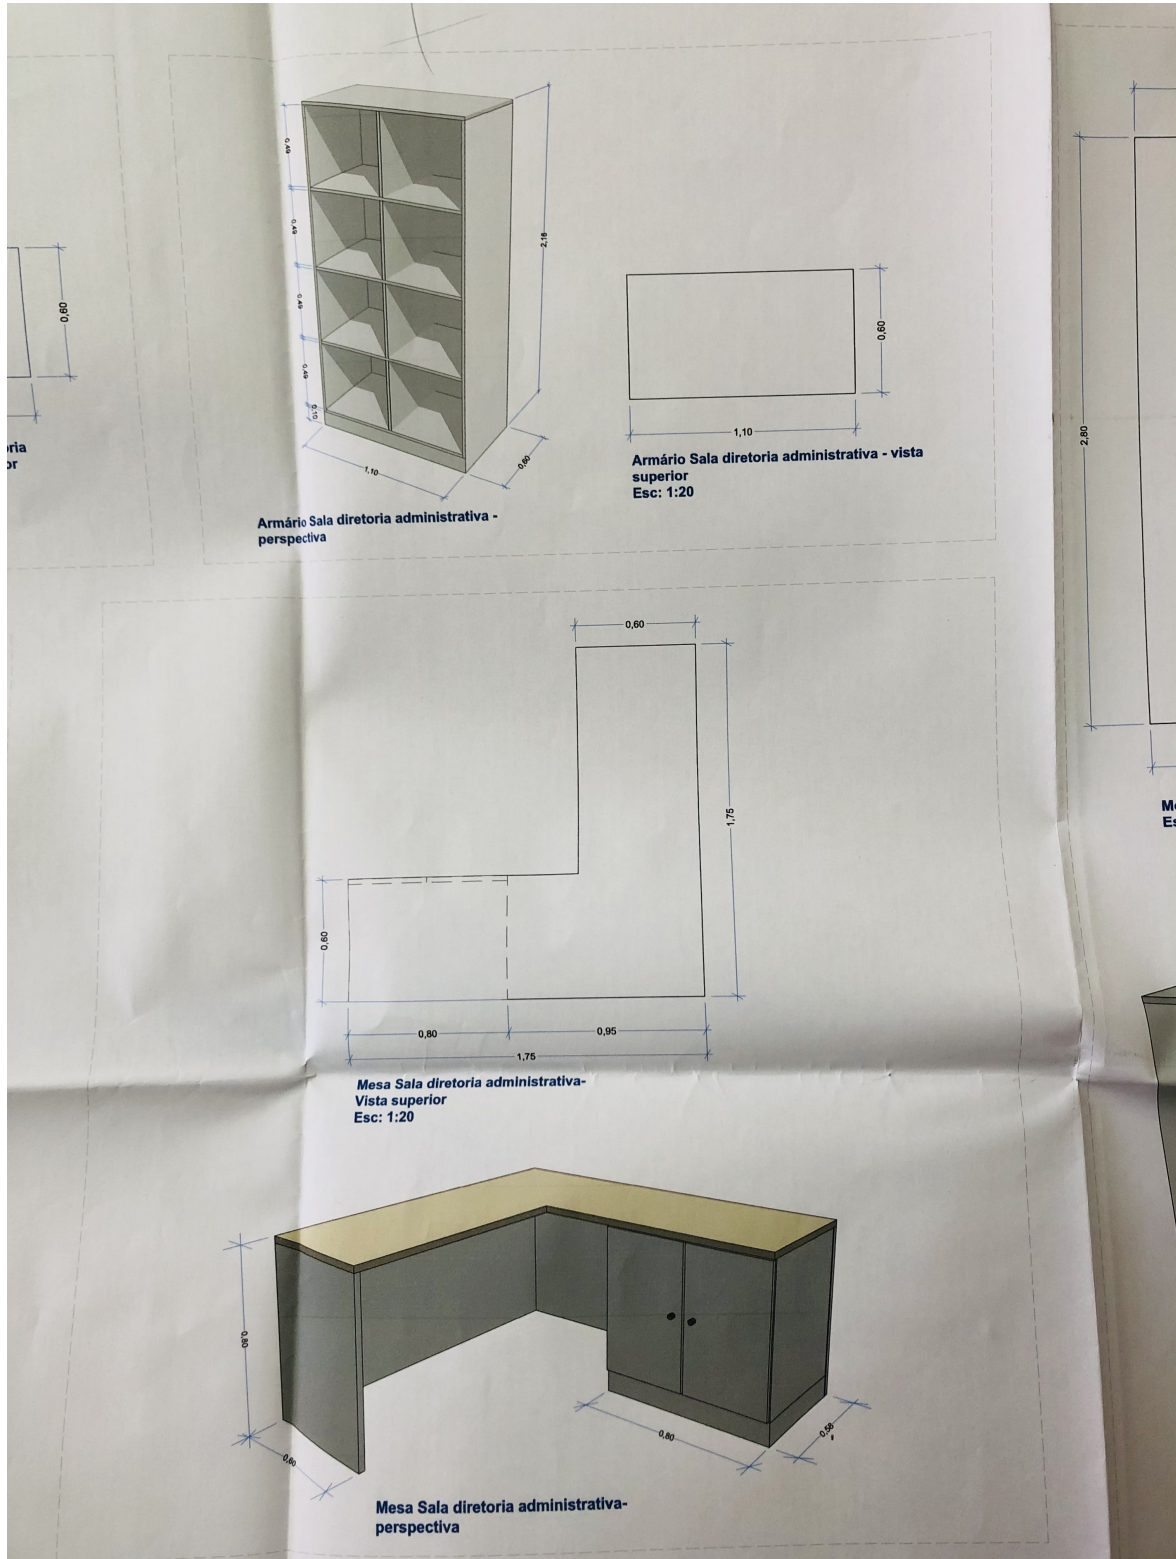 0,60
ria
or
0,49
0,49
0,49
0,49
0,10
2,16
1,10
0,60
Armário Sala diretoria administrativa -
perspectiva
0,60
1,10
Armário Sala diretoria administrativa - vista
superior
Esc: 1:20
2,80
0,60
1,75
0,60
0,80
0,95
1,75
Mesa Sala diretoria administrativa-
Vista superior
Esc: 1:20
0,80
0,60
0,80
0,58
Mesa Sala diretoria administrativa-
perspectiva